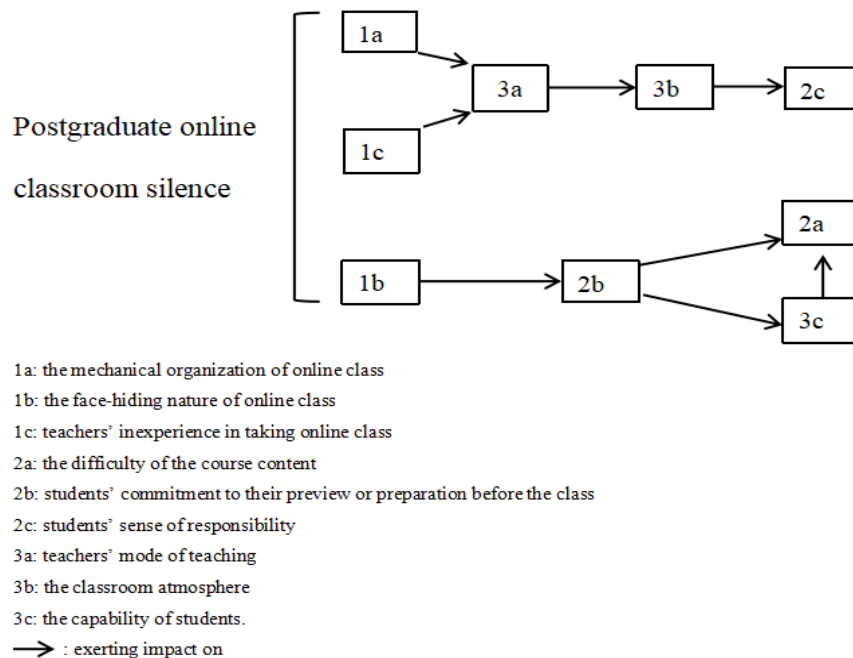 1a
3a
3b
2c
Postgraduate online
classroom silence
1c
2a
1b
2b
3c
1a: the mechanical organization of online class
1b: the face-hiding nature of online class
1c: teachers’ inexperience in taking online class
2a: the difficulty of the course content
2b: students’ commitment to their preview or preparation before the class
2c: students’ sense of responsibility
3a: teachers’ mode of teaching
3b: the classroom atmosphere
3c: the capability of students.
: exerting impact on